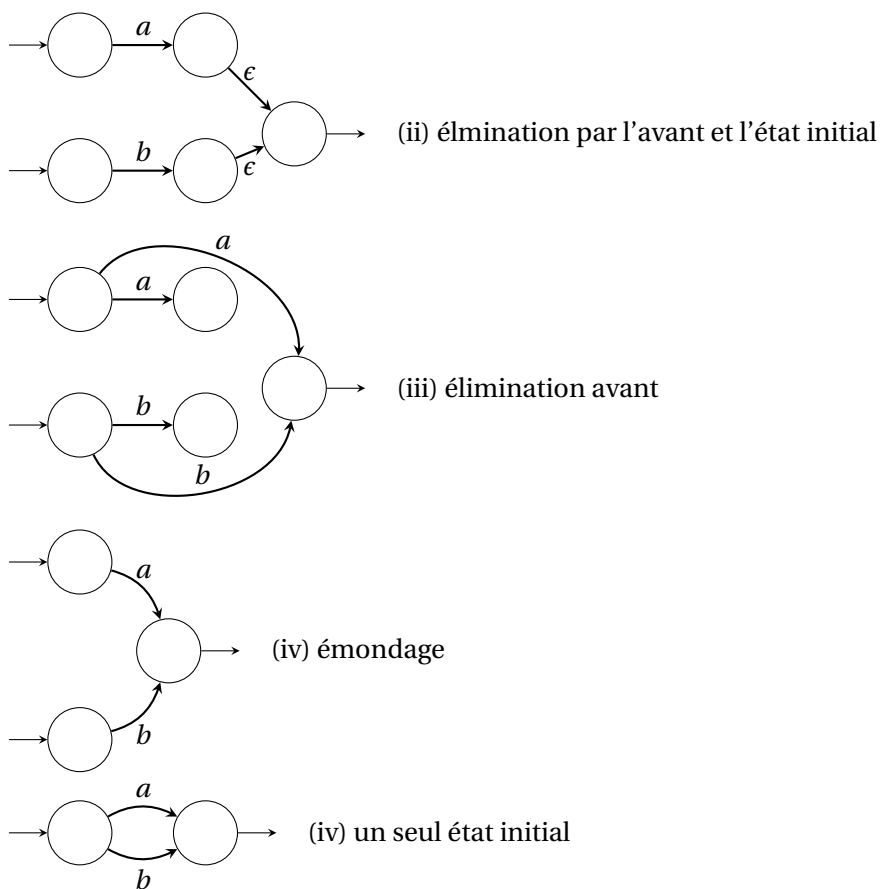 a
ϵ
(ii) élmination par l'avant et l'état initial
b
ϵ
a
a
(iii) élimination avant
b
b
a
(iv) émondage
b
a
(iv) un seul état initial
b